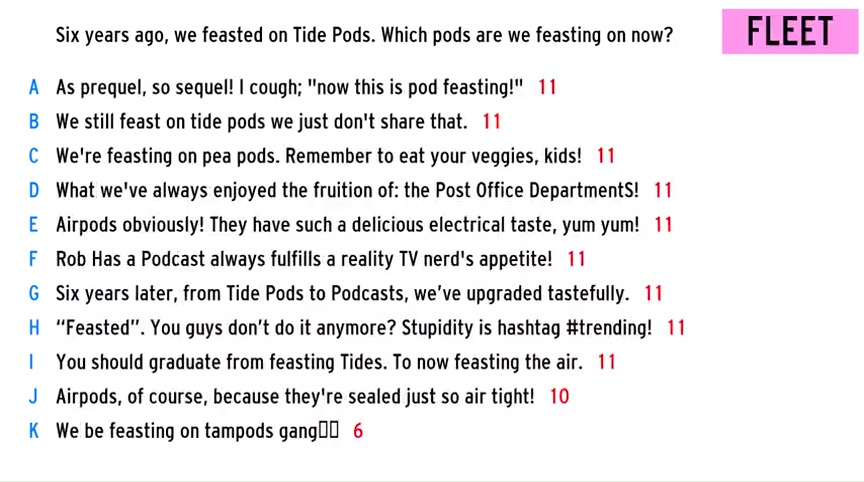 Six years ago, we feasted on Tide Pods. Which pods are we feasting on now?
FLEET
A As prequel, so sequel! I cough; "now this is pod feasting!" 11
B We still feast on tide pods we just don't share that. 11
C We're feasting on pea pods. Remember to eat your veggies, kids! 11
D What we've always enjoyed the fruition of: the Post Office DepartmentS! 11
E Airpods obviously! They have such a delicious electrical taste, yum yum! 11
F Rob Has a Podcast always fulfills a reality TV nerd's appetite! 11
G Six years later, from Tide Pods to Podcasts, we’ve upgraded tastefully. 11
H “Feasted”. You guys don’t do it anymore? Stupidity is hashtag #trending! 11
I You should graduate from feasting Tides. To now feasting the air. 11
J Airpods, of course, because they're sealed just so air tight! 10
K We be feasting on tampods gang▯▯ 6